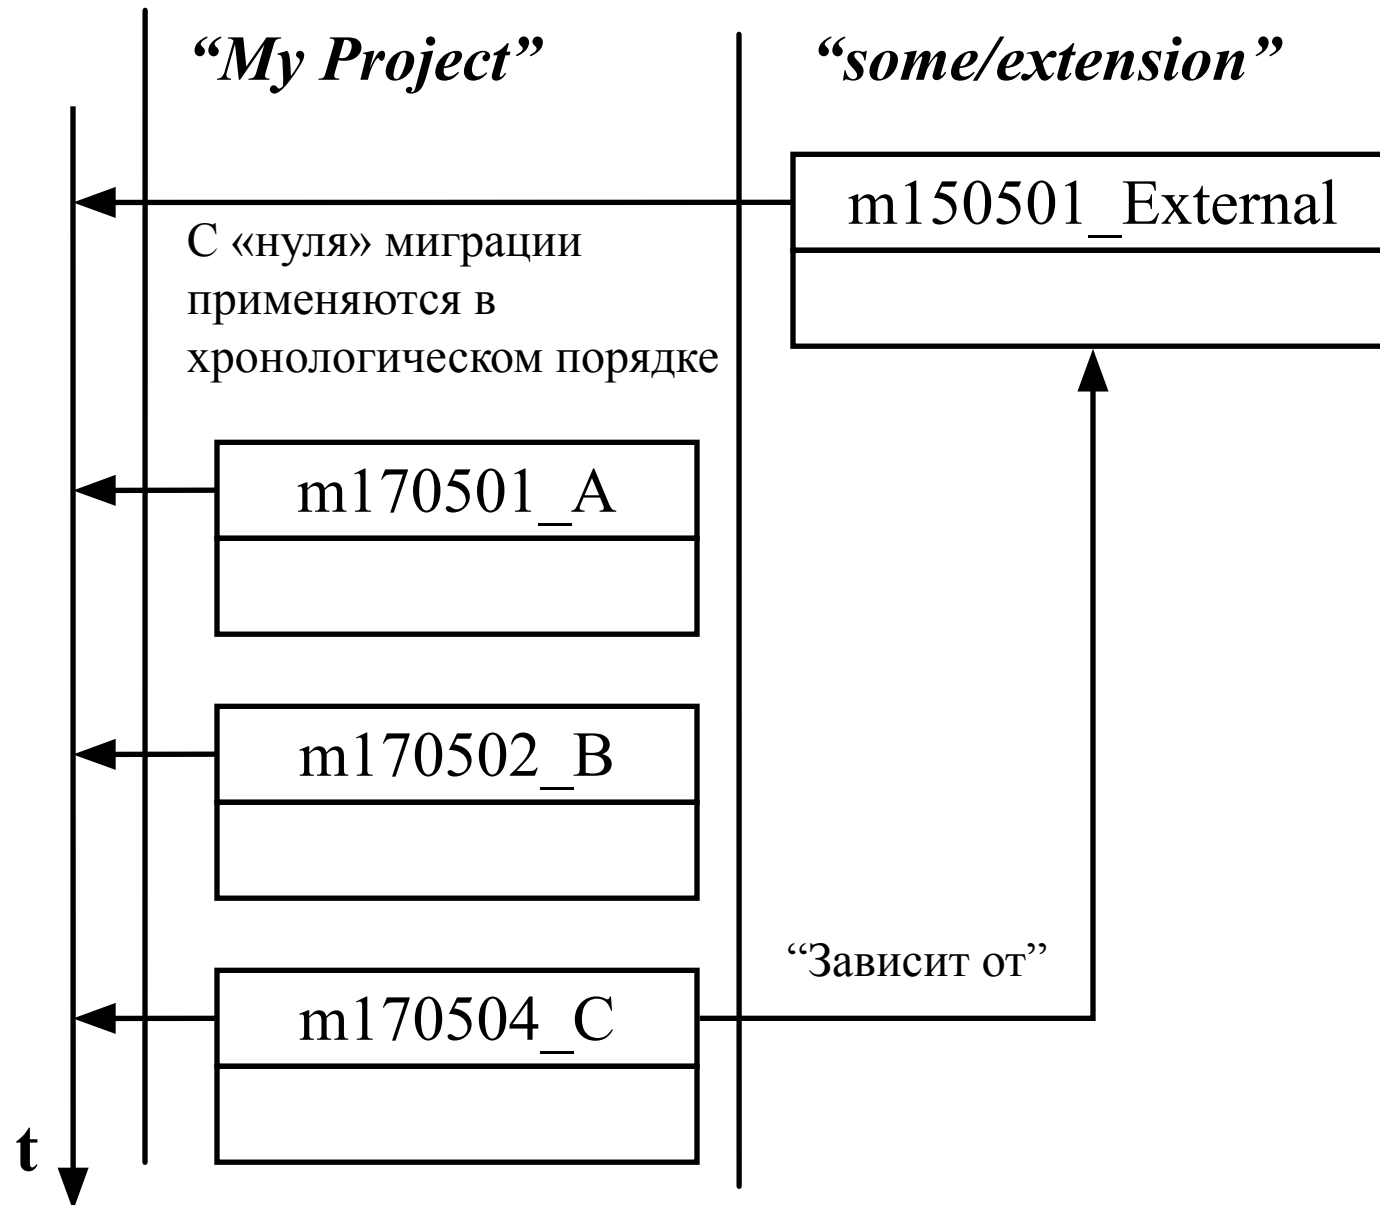 “My Project”
“some/extension”
m150501_External
С «нуля» миграции
применяются в
хронологическом порядке
m170501_A
m170502_B
“Зависит от”
m170504_C
t